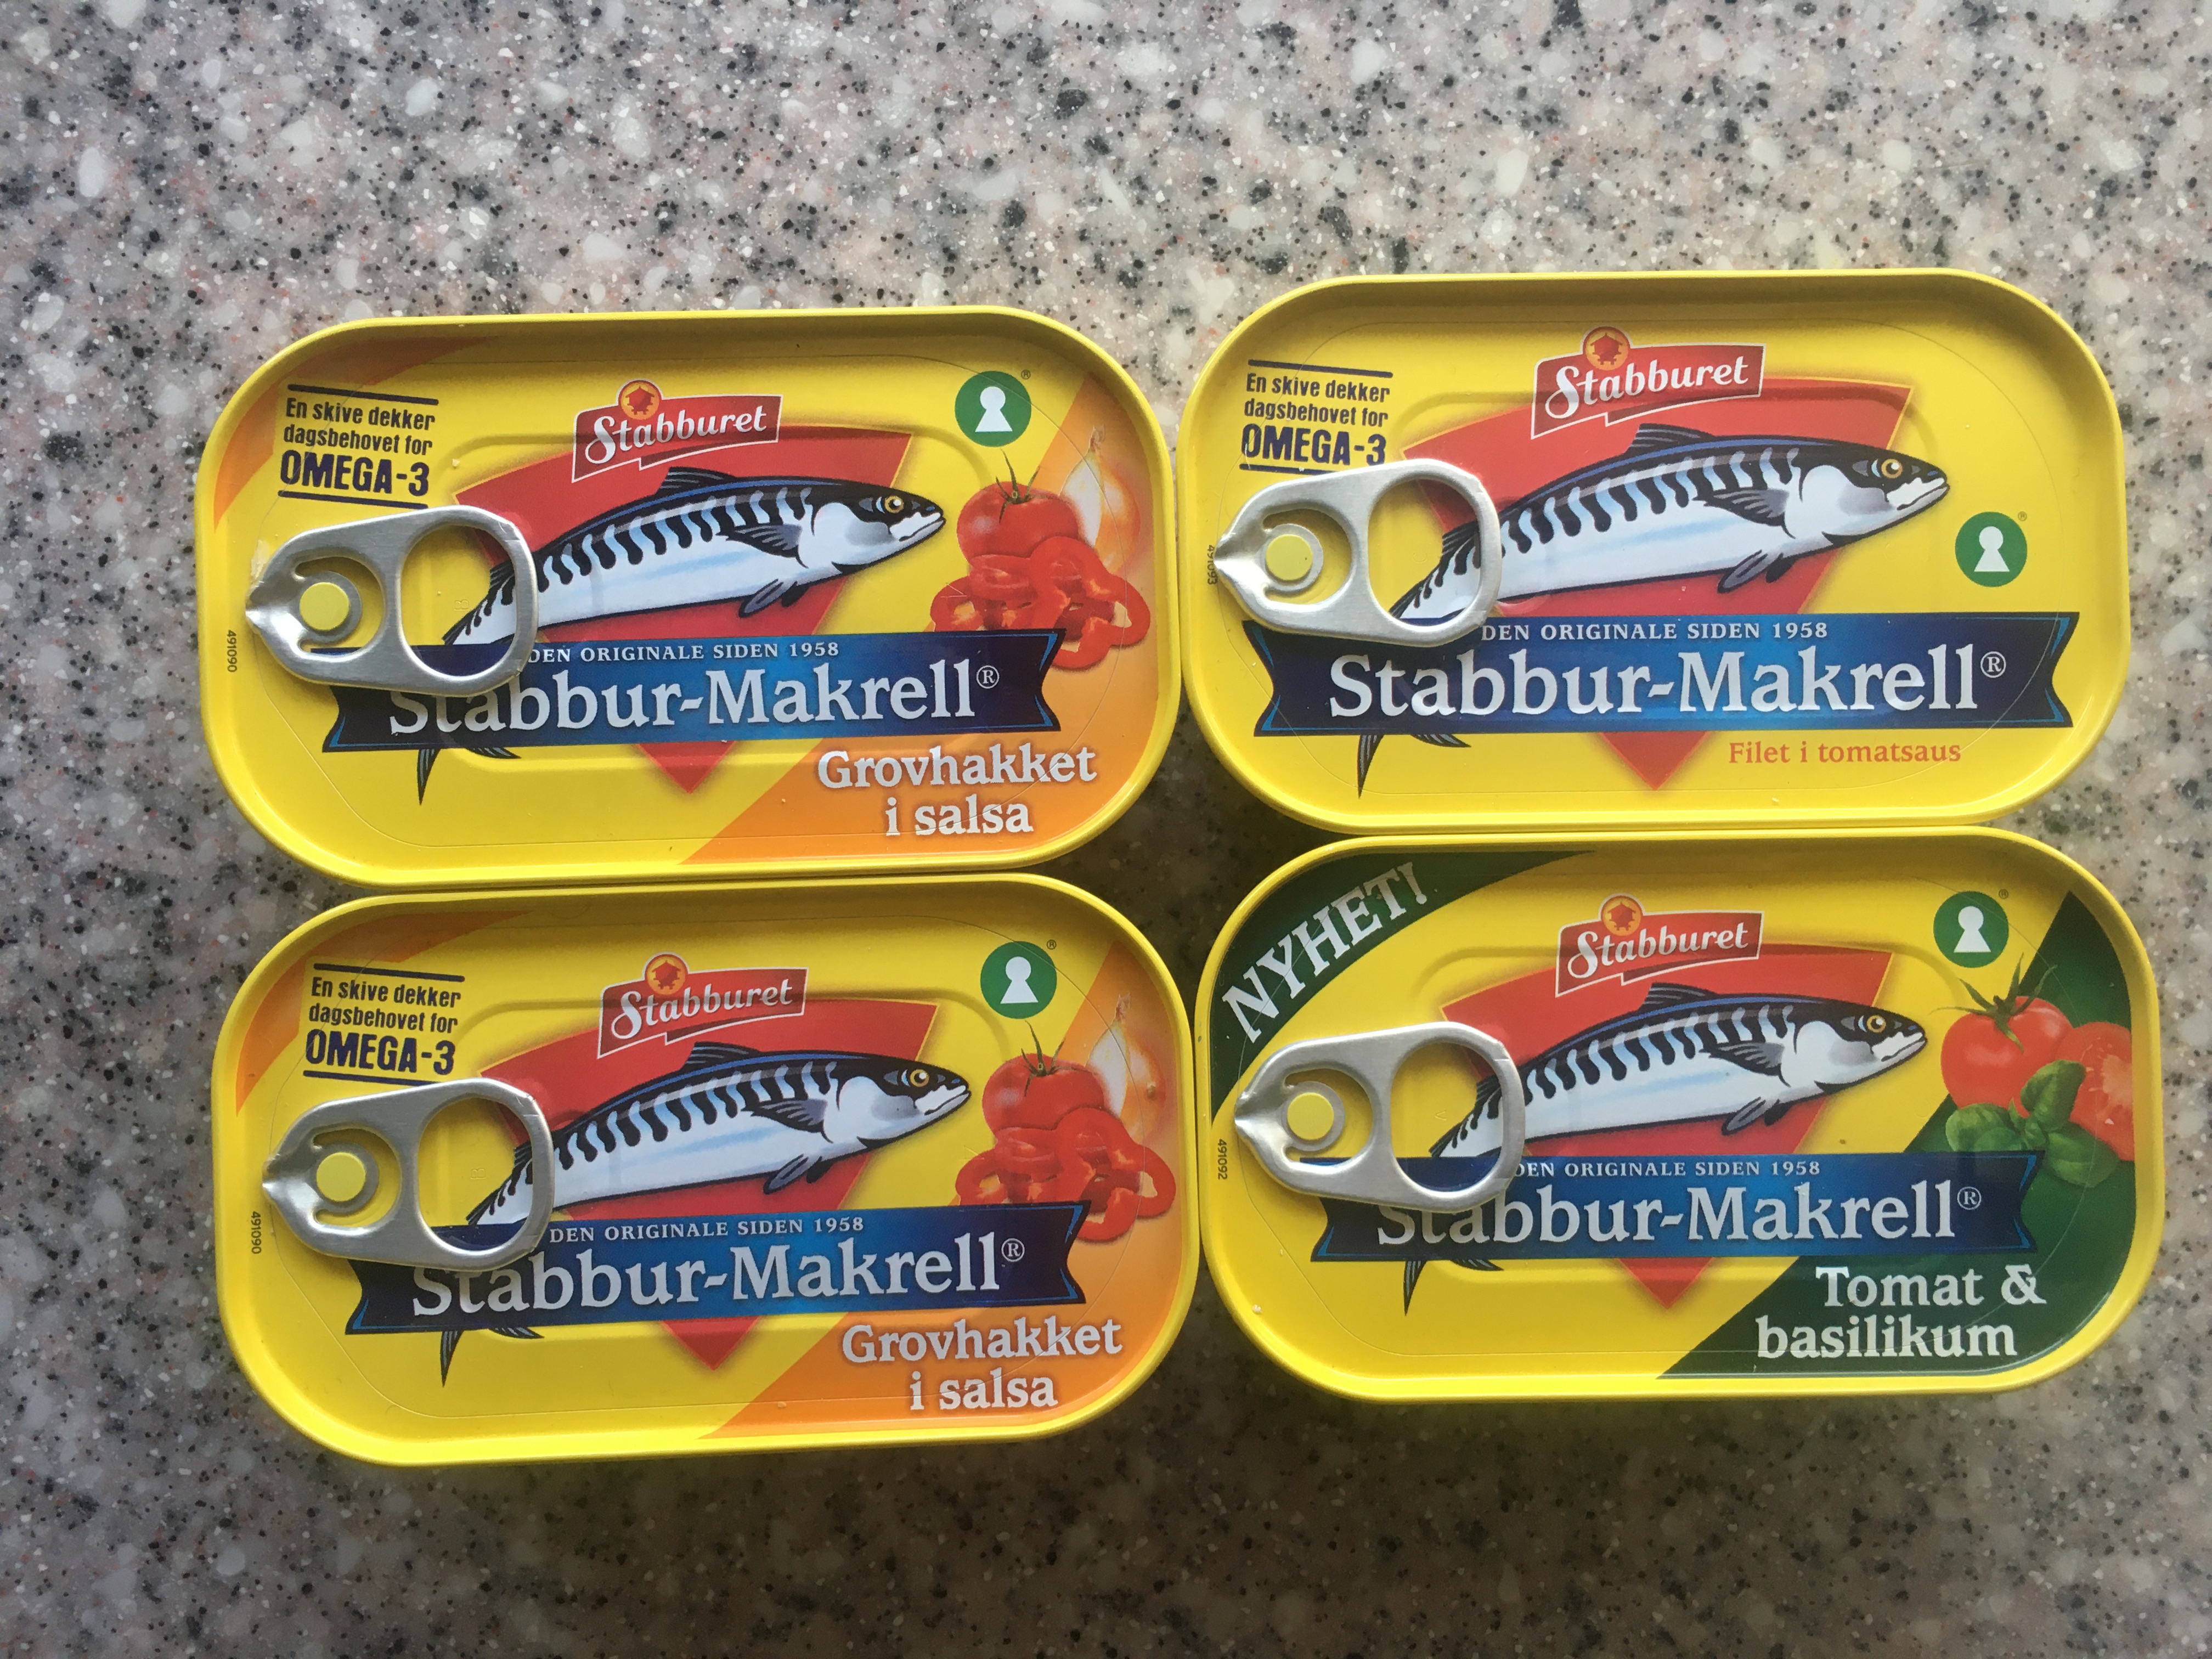 En skive dekker
dagsbehovet for
OMEGA-3
Stabburet
®
491090
DEN ORIGINALE SIDEN 1958
Stabbur-Makrell®
Grovhakket
i salsa
En skive dekker
dagsbehovet for
OMEGA-3
Stabburet
®
491093
DEN ORIGINALE SIDEN 1958
Stabbur-Makrell®
Filet i tomatsaus
En skive dekker
dagsbehovet for
OMEGA-3
Stabburet
®
491090
DEN ORIGINALE SIDEN 1958
Stabbur-Makrell®
Grovhakket
i salsa
NYHET!
Stabburet
®
491092
DEN ORIGINALE SIDEN 1958
Stabbur-Makrell®
Tomat &
basilikum